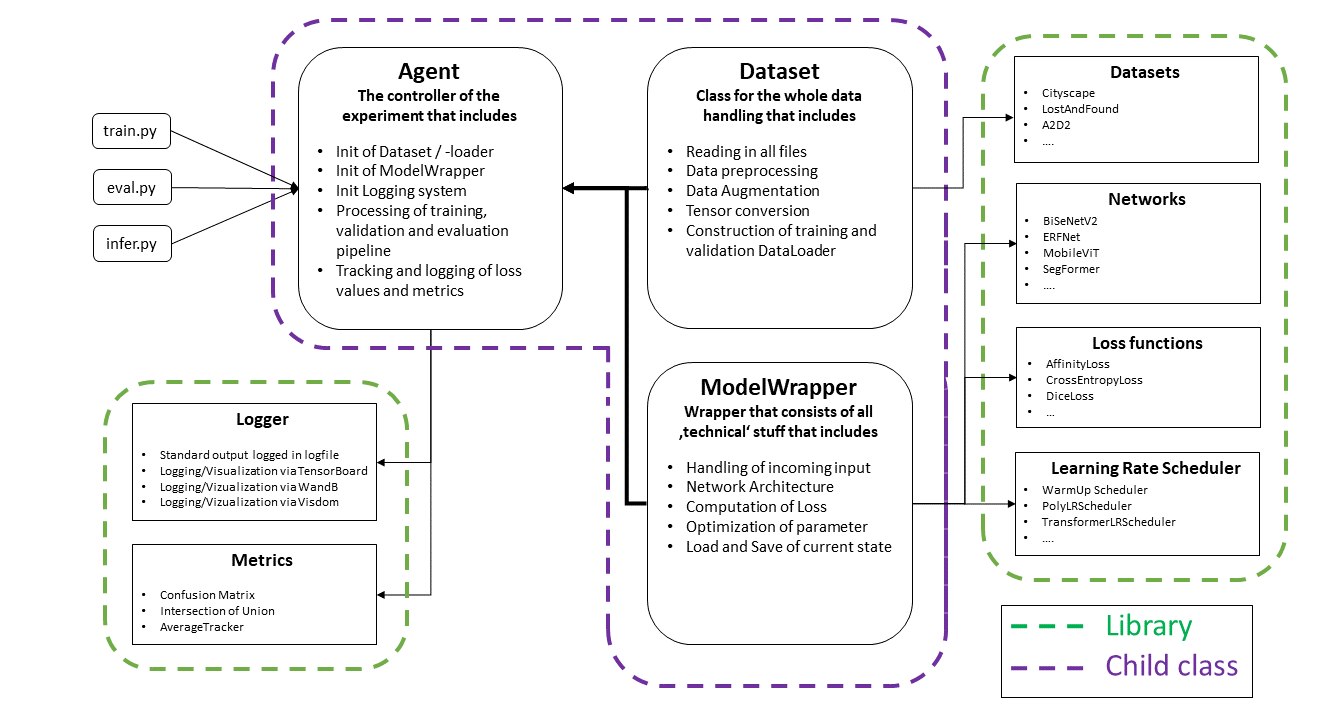 train.py
eval.py
infer.py
Agent
The controller of the
experiment that includes
• Init of Dataset / -loader
• Init of ModelWrapper
• Init Logging system
• Processing of training,
validation and evaluation
pipeline
• Tracking and logging of loss
values and metrics
Dataset
Class for the whole data
handling that includes
• Reading in all files
• Data preprocessing
• Data Augmentation
• Tensor conversion
• Construction of training and
validation DataLoader
ModelWrapper
Wrapper that consists of all
‚technical‘ stuff that includes
• Handling of incoming input
• Network Architecture
• Computation of Loss
• Optimization of parameter
• Load and Save of current state
Logger
• Standard output logged in logfile
• Logging/Visualization via TensorBoard
• Logging/Vizualization via WandB
• Logging/Vizualization via Visdom
Metrics
• Confusion Matrix
• Intersection of Union
• AverageTracker
Datasets
• Cityscape
• LostAndFound
• A2D2
• ....
Networks
• BiSeNetV2
• ERFNet
• MobileViT
• SegFormer
• ....
Loss functions
• AffinityLoss
• CrossEntropyLoss
• DiceLoss
• ...
Learning Rate Scheduler
• WarmUp Scheduler
• PolyLRScheduler
• TransformerLRScheduler
• ....
Library
Child class